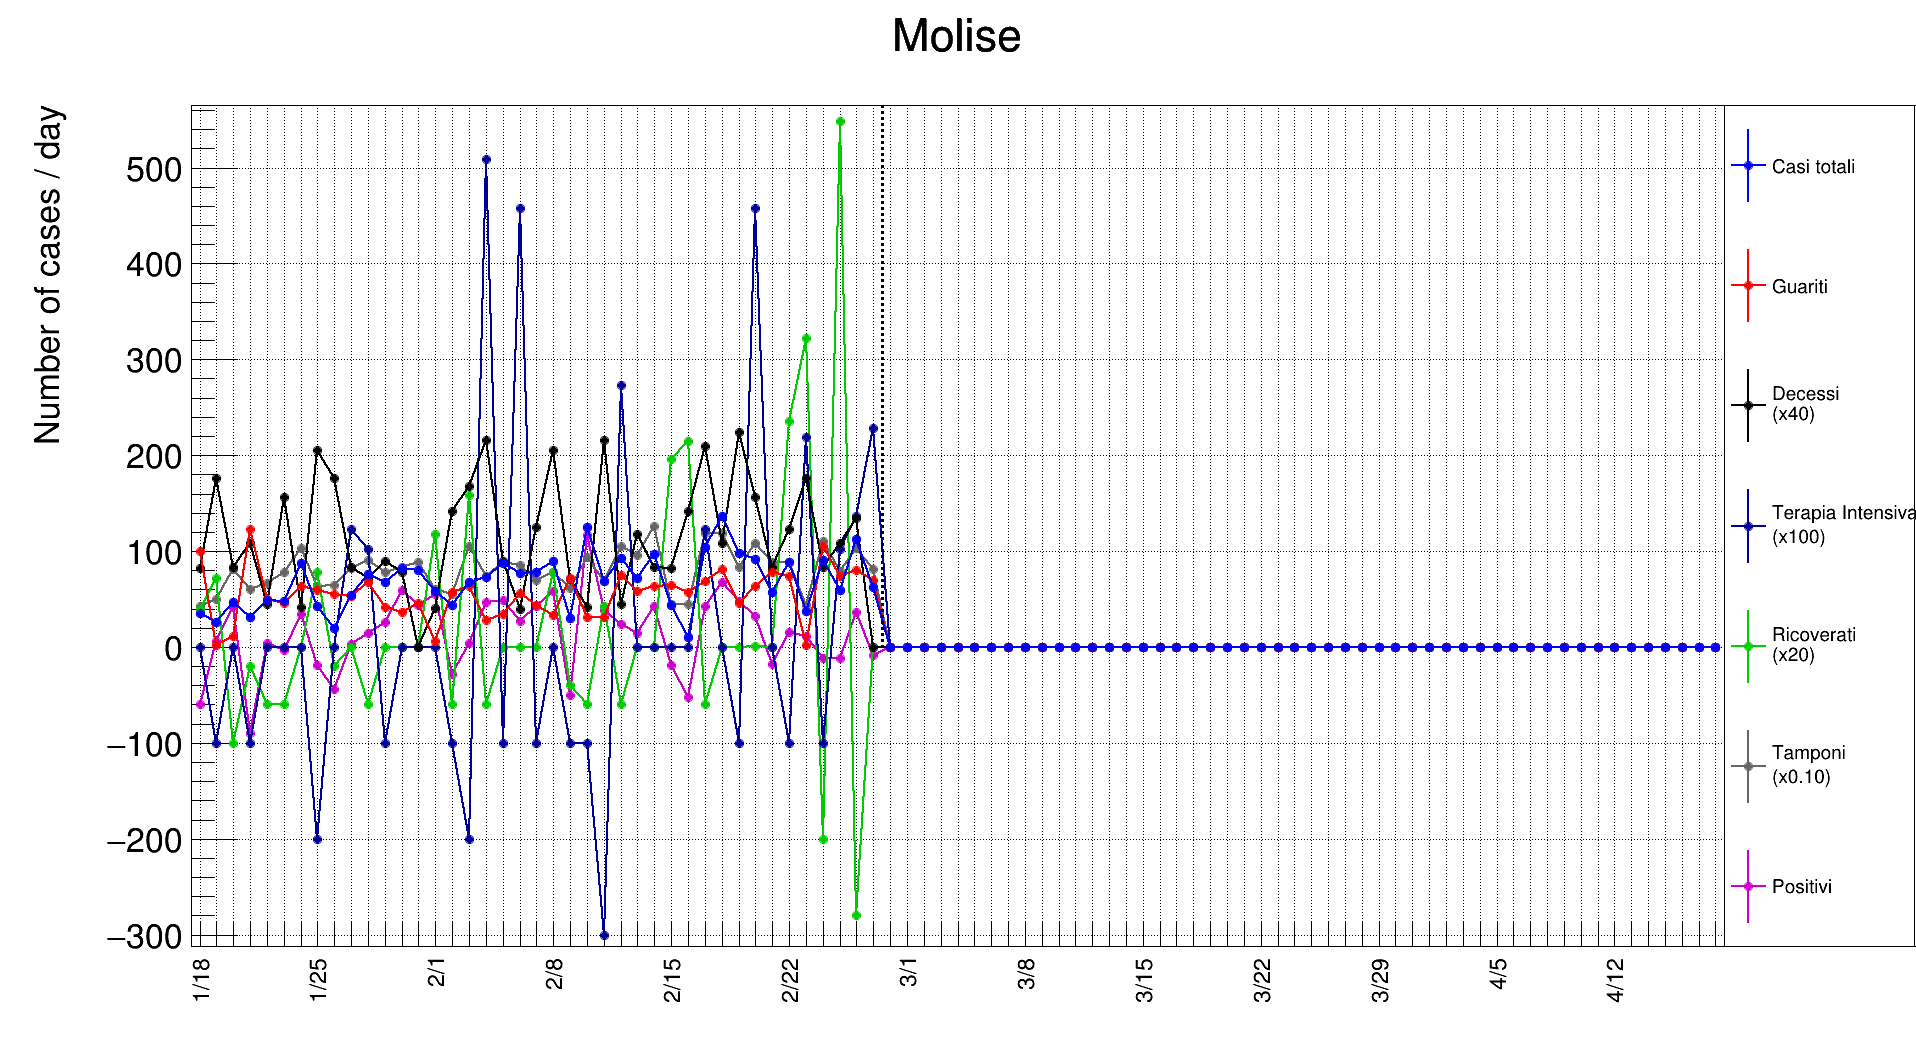 Molise
Number of cases / day
500
400
300
200
100
0
−100
−200
−300
1/18
1/25
2/1
2/8
2/15
2/22
3/1
3/8
3/15
3/22
3/29
4/5
4/12
Casi totali
Guariti
Decessi
(x40)
Terapia Intensiva
(x100)
Ricoverati
(x20)
Tamponi
(x0.10)
Positivi